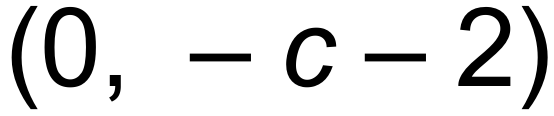 (0, − c − 2)